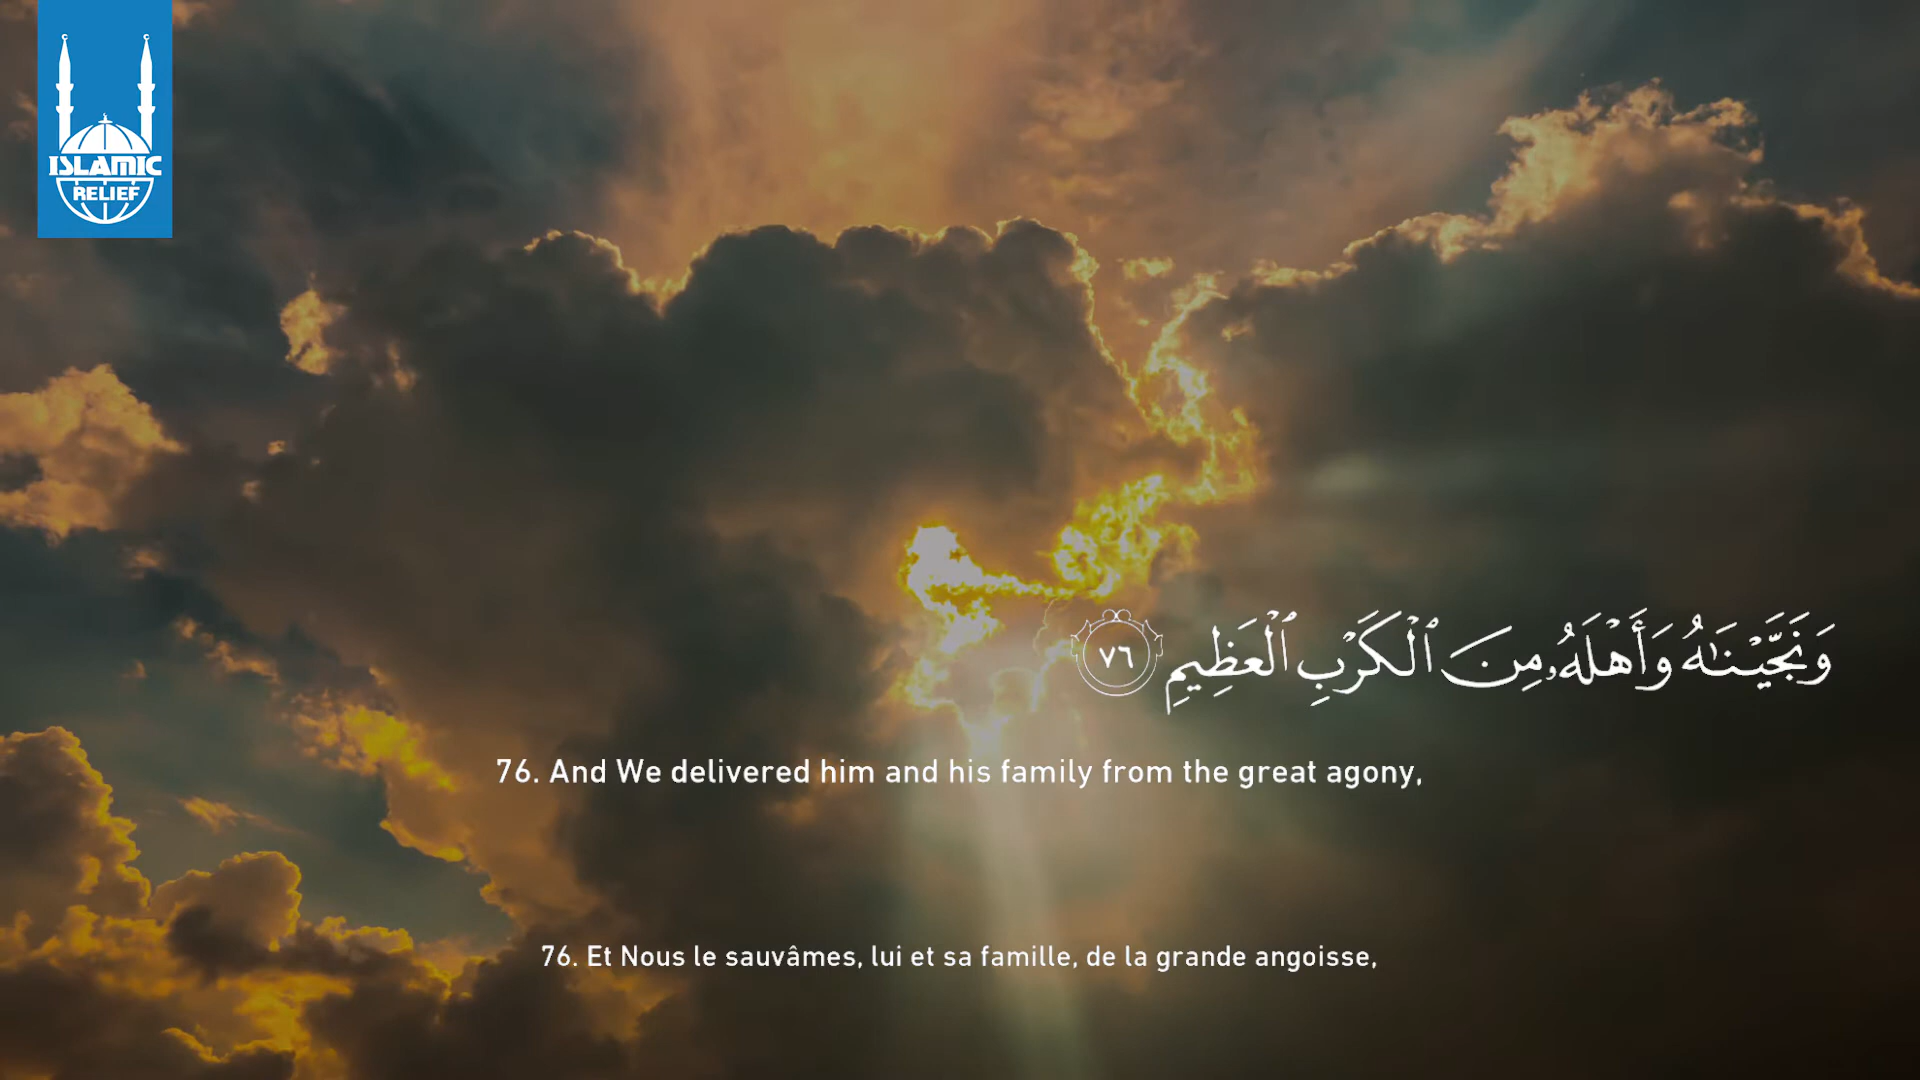 ISLAMIC
RELIEF
وَنَجَّيْنَٰهُ وَأَهْلَهُۥ مِنَ ٱلْكَرْبِ ٱلْعَظِيمِ ٧٦
76. And We delivered him and his family from the great agony,
76. Et Nous le sauvâmes, lui et sa famille, de la grande angoisse,